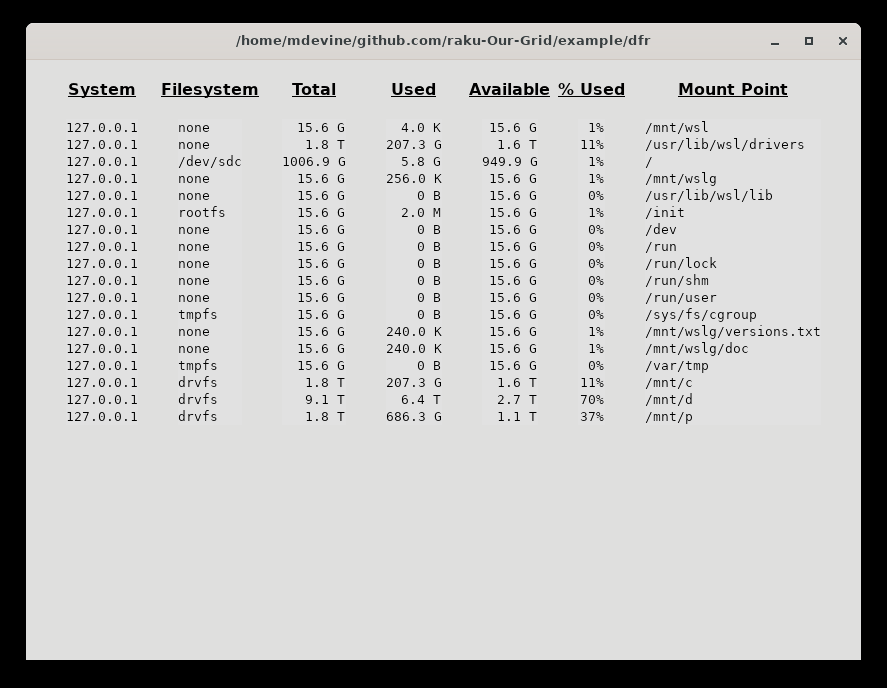 /home/mdevine/github.com/raku-Our-Grid/example/dfr
System Filesystem Total Used Available % Used Mount Point
127.0.0.1 none 15.6 G 4.0 K 15.6 G 1% /mnt/wsl
127.0.0.1 none 1.8 T 207.3 G 1.6 T 11% /usr/lib/wsl/drivers
127.0.0.1 /dev/sdc 1006.9 G 5.8 G 949.9 G 1% /
127.0.0.1 none 15.6 G 256.0 K 15.6 G 1% /mnt/wslg
127.0.0.1 none 15.6 G 0 B 15.6 G 0% /usr/lib/wsl/lib
127.0.0.1 rootfs 15.6 G 2.0 M 15.6 G 1% /init
127.0.0.1 none 15.6 G 0 B 15.6 G 0% /dev
127.0.0.1 none 15.6 G 0 B 15.6 G 0% /run
127.0.0.1 none 15.6 G 0 B 15.6 G 0% /run/lock
127.0.0.1 none 15.6 G 0 B 15.6 G 0% /run/shm
127.0.0.1 none 15.6 G 0 B 15.6 G 0% /run/user
127.0.0.1 tmpfs 15.6 G 0 B 15.6 G 0% /sys/fs/cgroup
127.0.0.1 none 15.6 G 240.0 K 15.6 G 1% /mnt/wslg/versions.txt
127.0.0.1 none 15.6 G 240.0 K 15.6 G 1% /mnt/wslg/doc
127.0.0.1 tmpfs 15.6 G 0 B 15.6 G 0% /var/tmp
127.0.0.1 drvfs 1.8 T 207.3 G 1.6 T 11% /mnt/c
127.0.0.1 drvfs 9.1 T 6.4 T 2.7 T 70% /mnt/d
127.0.0.1 drvfs 1.8 T 686.3 G 1.1 T 37% /mnt/p